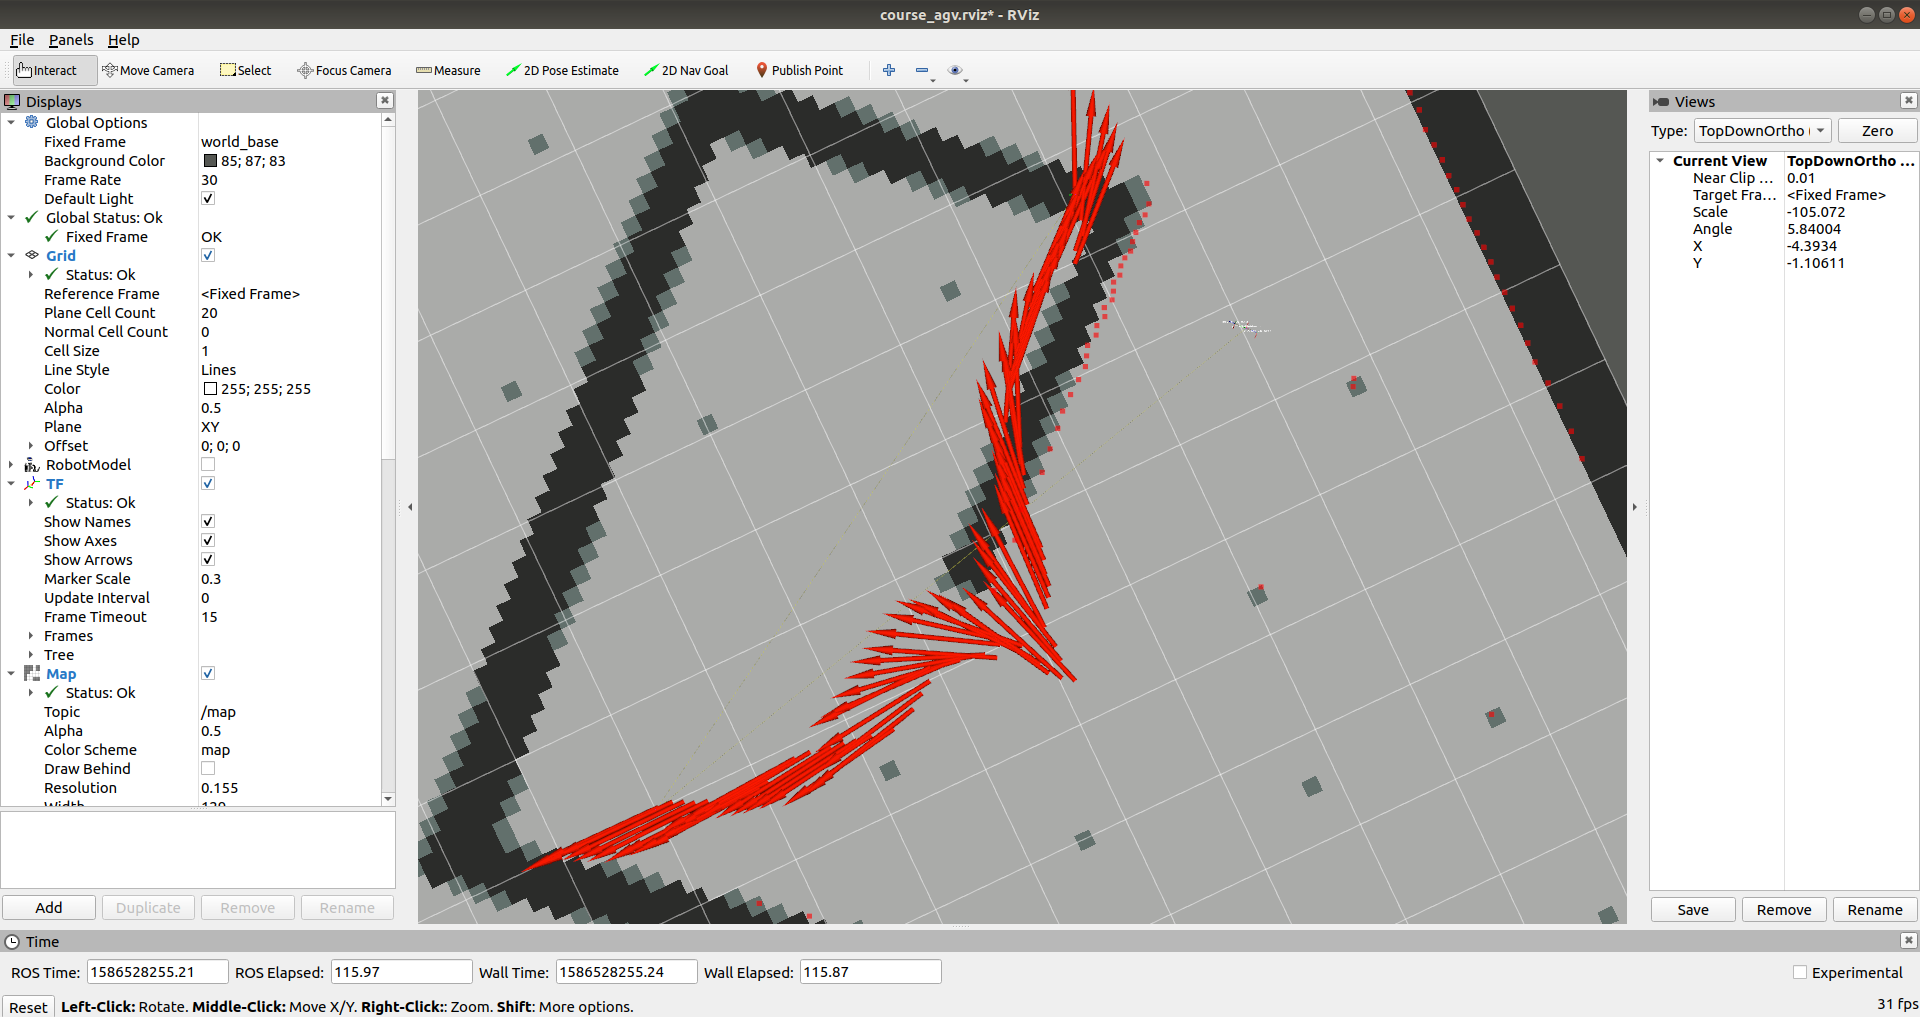 course_agv.rviz* - RViz
File Panels Help
Interact Move Camera Select Focus Camera Measure 2D Pose Estimate 2D Nav Goal Publish Point
Displays
Global Options
Fixed Frame world_base
Background Color 85; 87; 83
Frame Rate 30
Default Light
Global Status: Ok
Fixed Frame OK
Grid
Status: Ok
Reference Frame <Fixed Frame>
Plane Cell Count 20
Normal Cell Count 0
Cell Size 1
Line Style Lines
Color 255; 255; 255
Alpha 0.5
Plane XY
Offset 0; 0; 0
RobotModel
TF
Status: Ok
Show Names
Show Axes
Show Arrows
Marker Scale 0.3
Update Interval 0
Frame Timeout 15
Frames
Tree
Map
Status: Ok
Topic /map
Alpha 0.5
Color Scheme map
Draw Behind
Resolution 0.155
Width
Add Duplicate Remove Rename
Views
Type: TopDownOrtho ( Zero
Current View TopDownOrtho ...
Near Clip ... 0.01
Target Fra... <Fixed Frame>
Scale -105.072
Angle 5.84004
X -4.3934
Y -1.10611
Save Remove Rename
Time
ROS Time: 1586528255.21 ROS Elapsed: 115.97 Wall Time: 1586528255.24 Wall Elapsed: 115.87 Experimental
Reset Left-Click: Rotate. Middle-Click: Move X/Y. Right-Click:: Zoom. Shift: More options. 31 fps